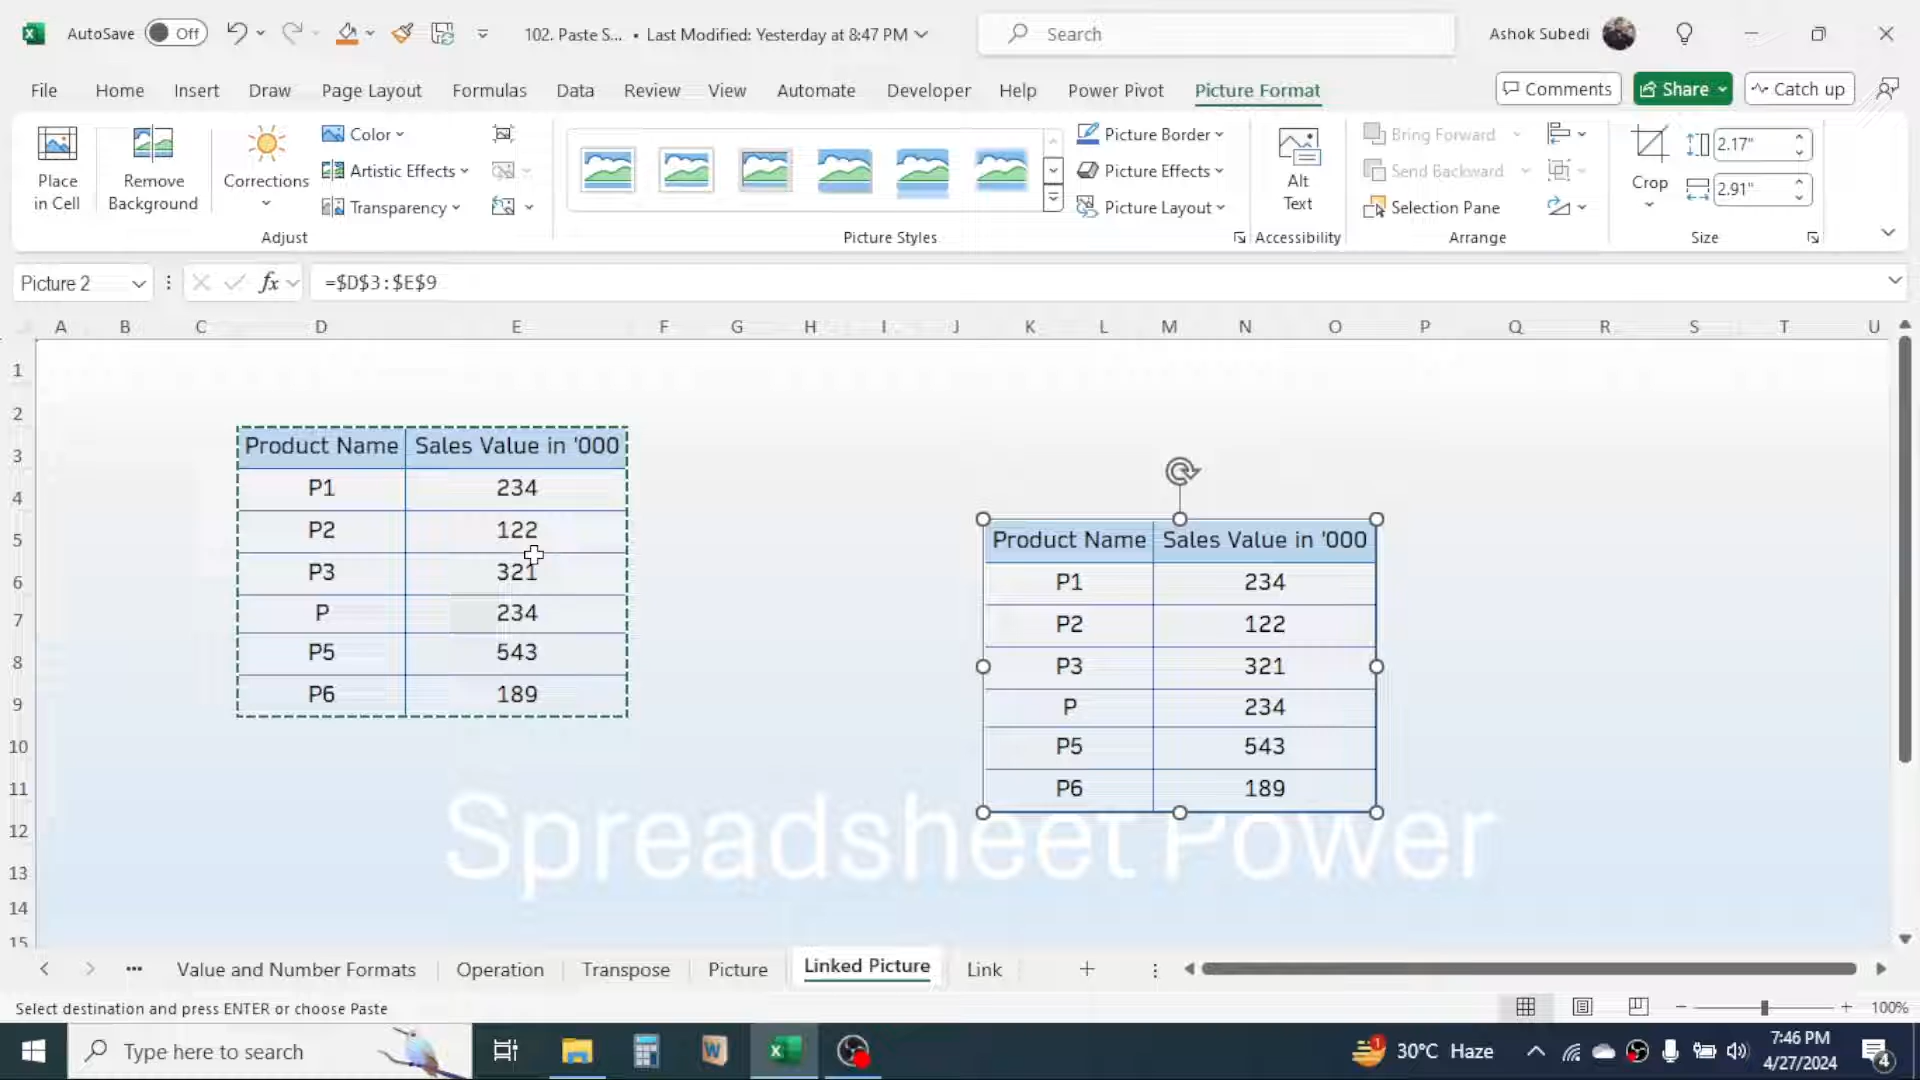 AutoSave Off 102. Paste S... • Last Modified: Yesterday at 8:47 PM Search Ashok Subedi
File Home Insert Draw Page Layout Formulas Data Review View Automate Developer Help Power Pivot Picture Format Comments Share Catch up
Place in Cell
Remove Background
Corrections
Color
Artistic Effects
Transparency
Adjust
Picture Styles
Picture Border
Picture Effects
Picture Layout
Alt Text
Accessibility
Bring Forward
Send Backward
Selection Pane
Arrange
Crop
2.17"
2.91"
Size
Picture 2 fx =$D$3:$E$9
A B C D E F G H I J K L M N O P Q R S T U
1
2
3
4
5
6
7
8
9
10
11
12
13
14
15
Product Name Sales Value in '000
P1 234
P2 122
P3 321
P 234
P5 543
P6 189
Product Name Sales Value in '000
P1 234
P2 122
P3 321
P 234
P5 543
P6 189
Spreadsheet Power
Value and Number Formats Operation Transpose Picture Linked Picture Link
Select destination and press ENTER or choose Paste 100%
Type here to search W 1 30°C Haze 7:46 PM 4
4/27/2024